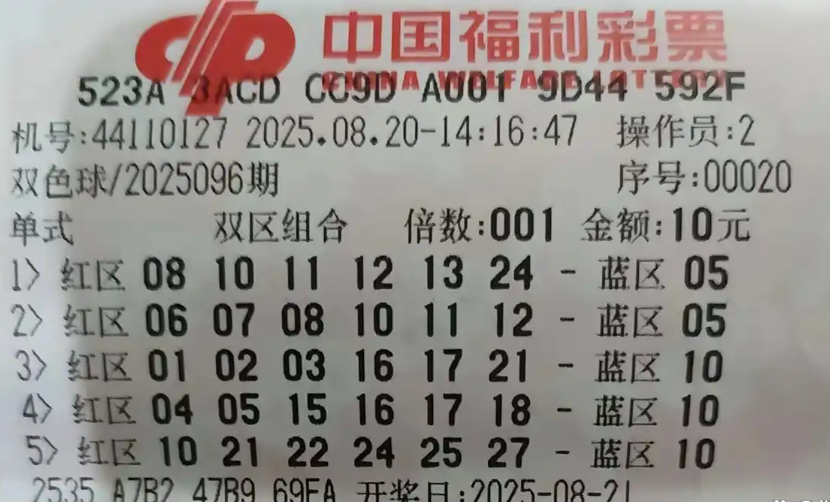 中国福利彩票
CHINA WELFARE LOTTERY
523A 3ACD CC9D A001 9D44 592F
机号:44110127 2025.08.20-14:16:47 操作员:2
双色球/2025096期 序号:00020
单式 双区组合 倍数:001 金额:10元
1> 红区 08 10 11 12 13 24 - 蓝区 05
2> 红区 06 07 08 10 11 12 - 蓝区 05
3> 红区 01 02 03 16 17 21 - 蓝区 10
4> 红区 04 05 15 16 17 18 - 蓝区 10
5> 红区 10 21 22 24 25 27 - 蓝区 10
2535 A7B2 47B9 69FA 开奖日:2025-08-21